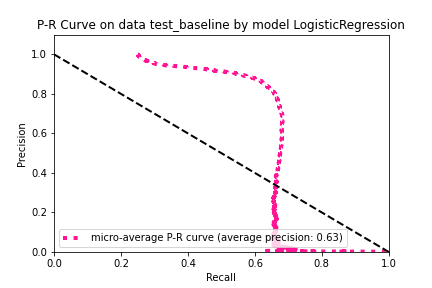 P-R Curve on data test_baseline by model LogisticRegression
1.0
0.8
0.6
0.4
0.2
0.0
Precision
micro-average P-R curve (average precision: 0.63)
0.0 0.2 0.4 0.6 0.8 1.0
Recall